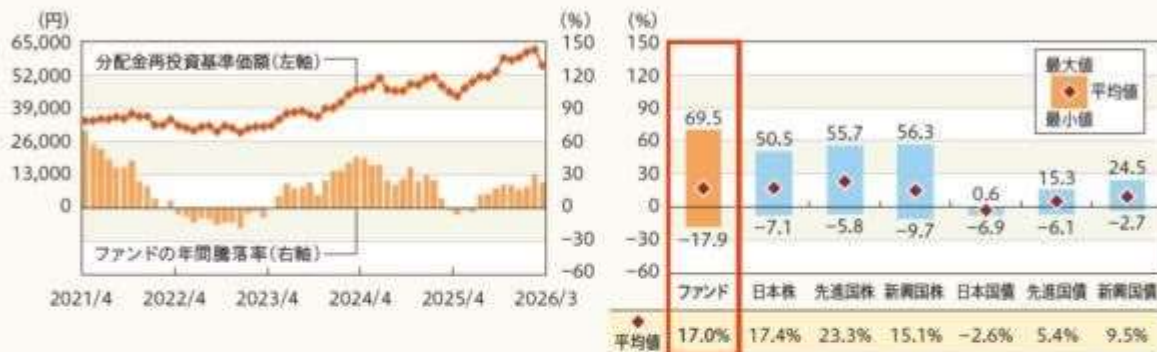 (円)
(%)
65,000
52,000
39,000
26,000
13,000
0
150
120
90
60
30
0
-30
-60
分配金再投資基準価額(左軸)
ファンドの年間騰落率(右軸)
2021/4 2022/4 2023/4 2024/4 2025/4 2026/3
(%)
150
120
90
60
30
0
-30
-60
最大値
平均値
最小値
69.5 50.5 55.7 56.3 0.6 15.3 24.5
-17.9 -7.1 -5.8 -9.7 -6.9 -6.1 -2.7
ファンド 日本株 先進国株 新興国株 日本国債 先進国債 新興国債
平均値 17.0% 17.4% 23.3% 15.1% -2.6% 5.4% 9.5%